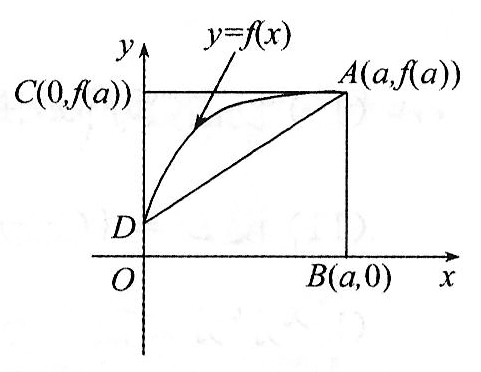 y
y=f(x)
C(0,f(a))
A(a,f(a))
D
O
B(a,0)
x